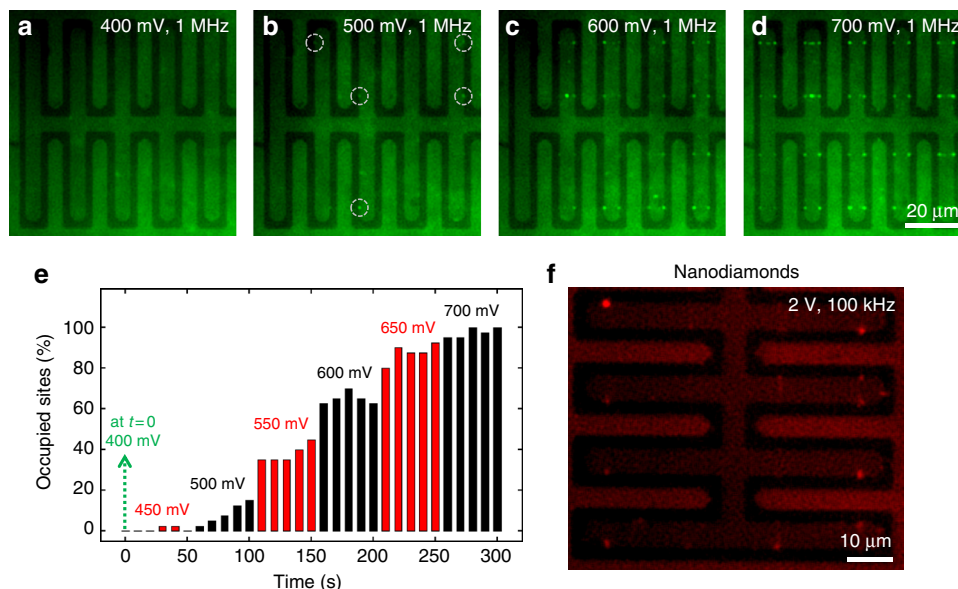 a
400 mV, 1 MHz
b
500 mV, 1 MHz
c
600 mV, 1 MHz
d
700 mV, 1 MHz
20 μm
e
Occupied sites (%)
100
80
60
40
20
0
at t=0
400 mV
450 mV
500 mV
550 mV
600 mV
650 mV
700 mV
0 50 100 150 200 250 300
Time (s)
f
Nanodiamonds
2 V, 100 kHz
10 μm